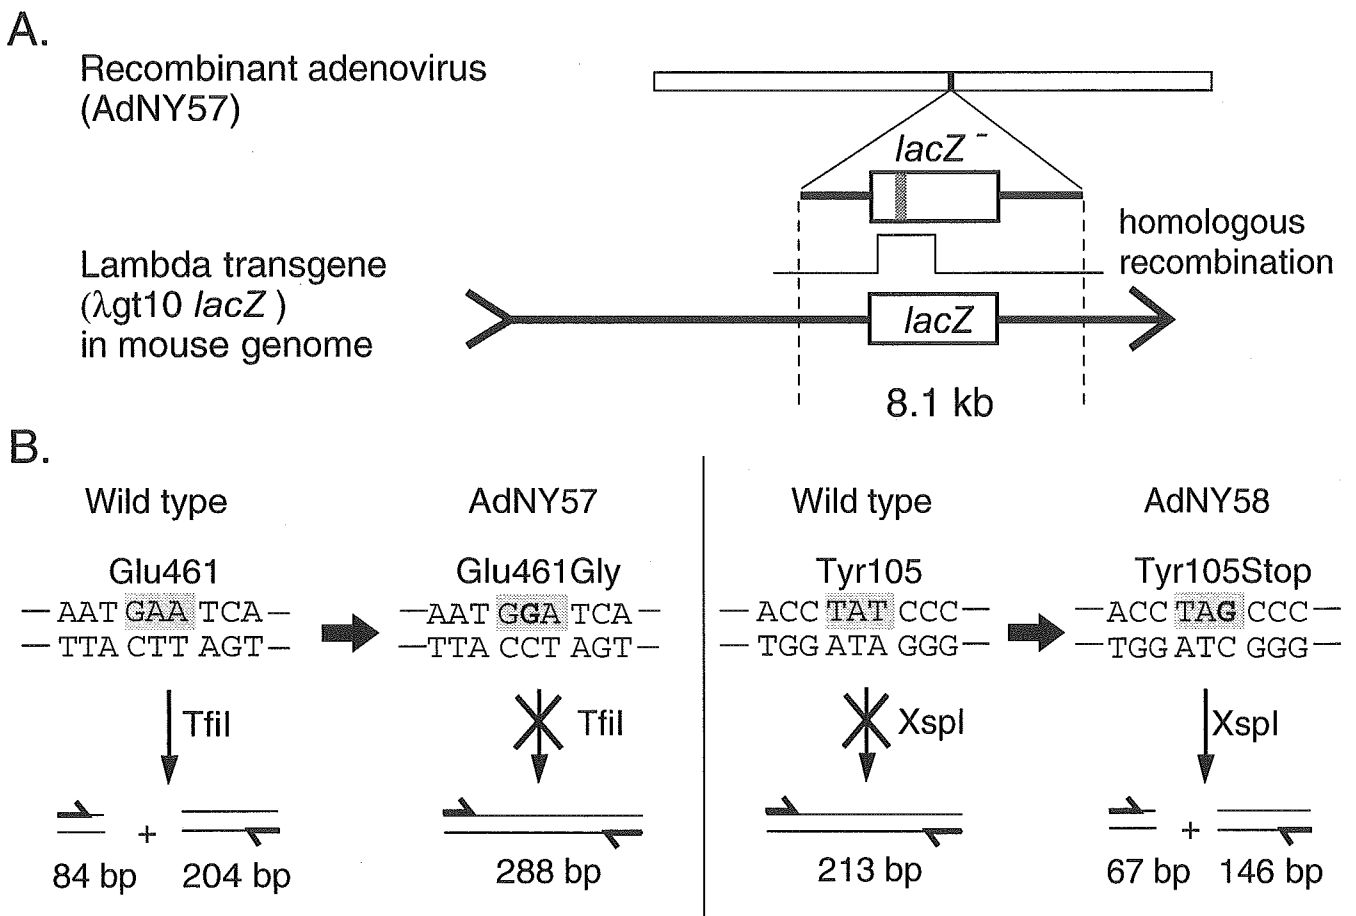 A.
Recombinant adenovirus
(AdNY57)
lacZ -
homologous
recombination
Lambda transgene
(λgt10 lacZ )
in mouse genome
lacZ
8.1 kb
B.
Wild type
AdNY57
Wild type
AdNY58
Glu461
Glu461Gly
Tyr105
Tyr105Stop
AAT GAA TCA
TTA CTT AGT
AAT GGA TCA
TTA CCT AGT
ACC TAT CCC
TGG ATA GGG
ACC TAG CCC
TGG ATC GGG
TfiI
TfiI
XspI
XspI
+
+
84 bp
204 bp
288 bp
213 bp
67 bp
146 bp